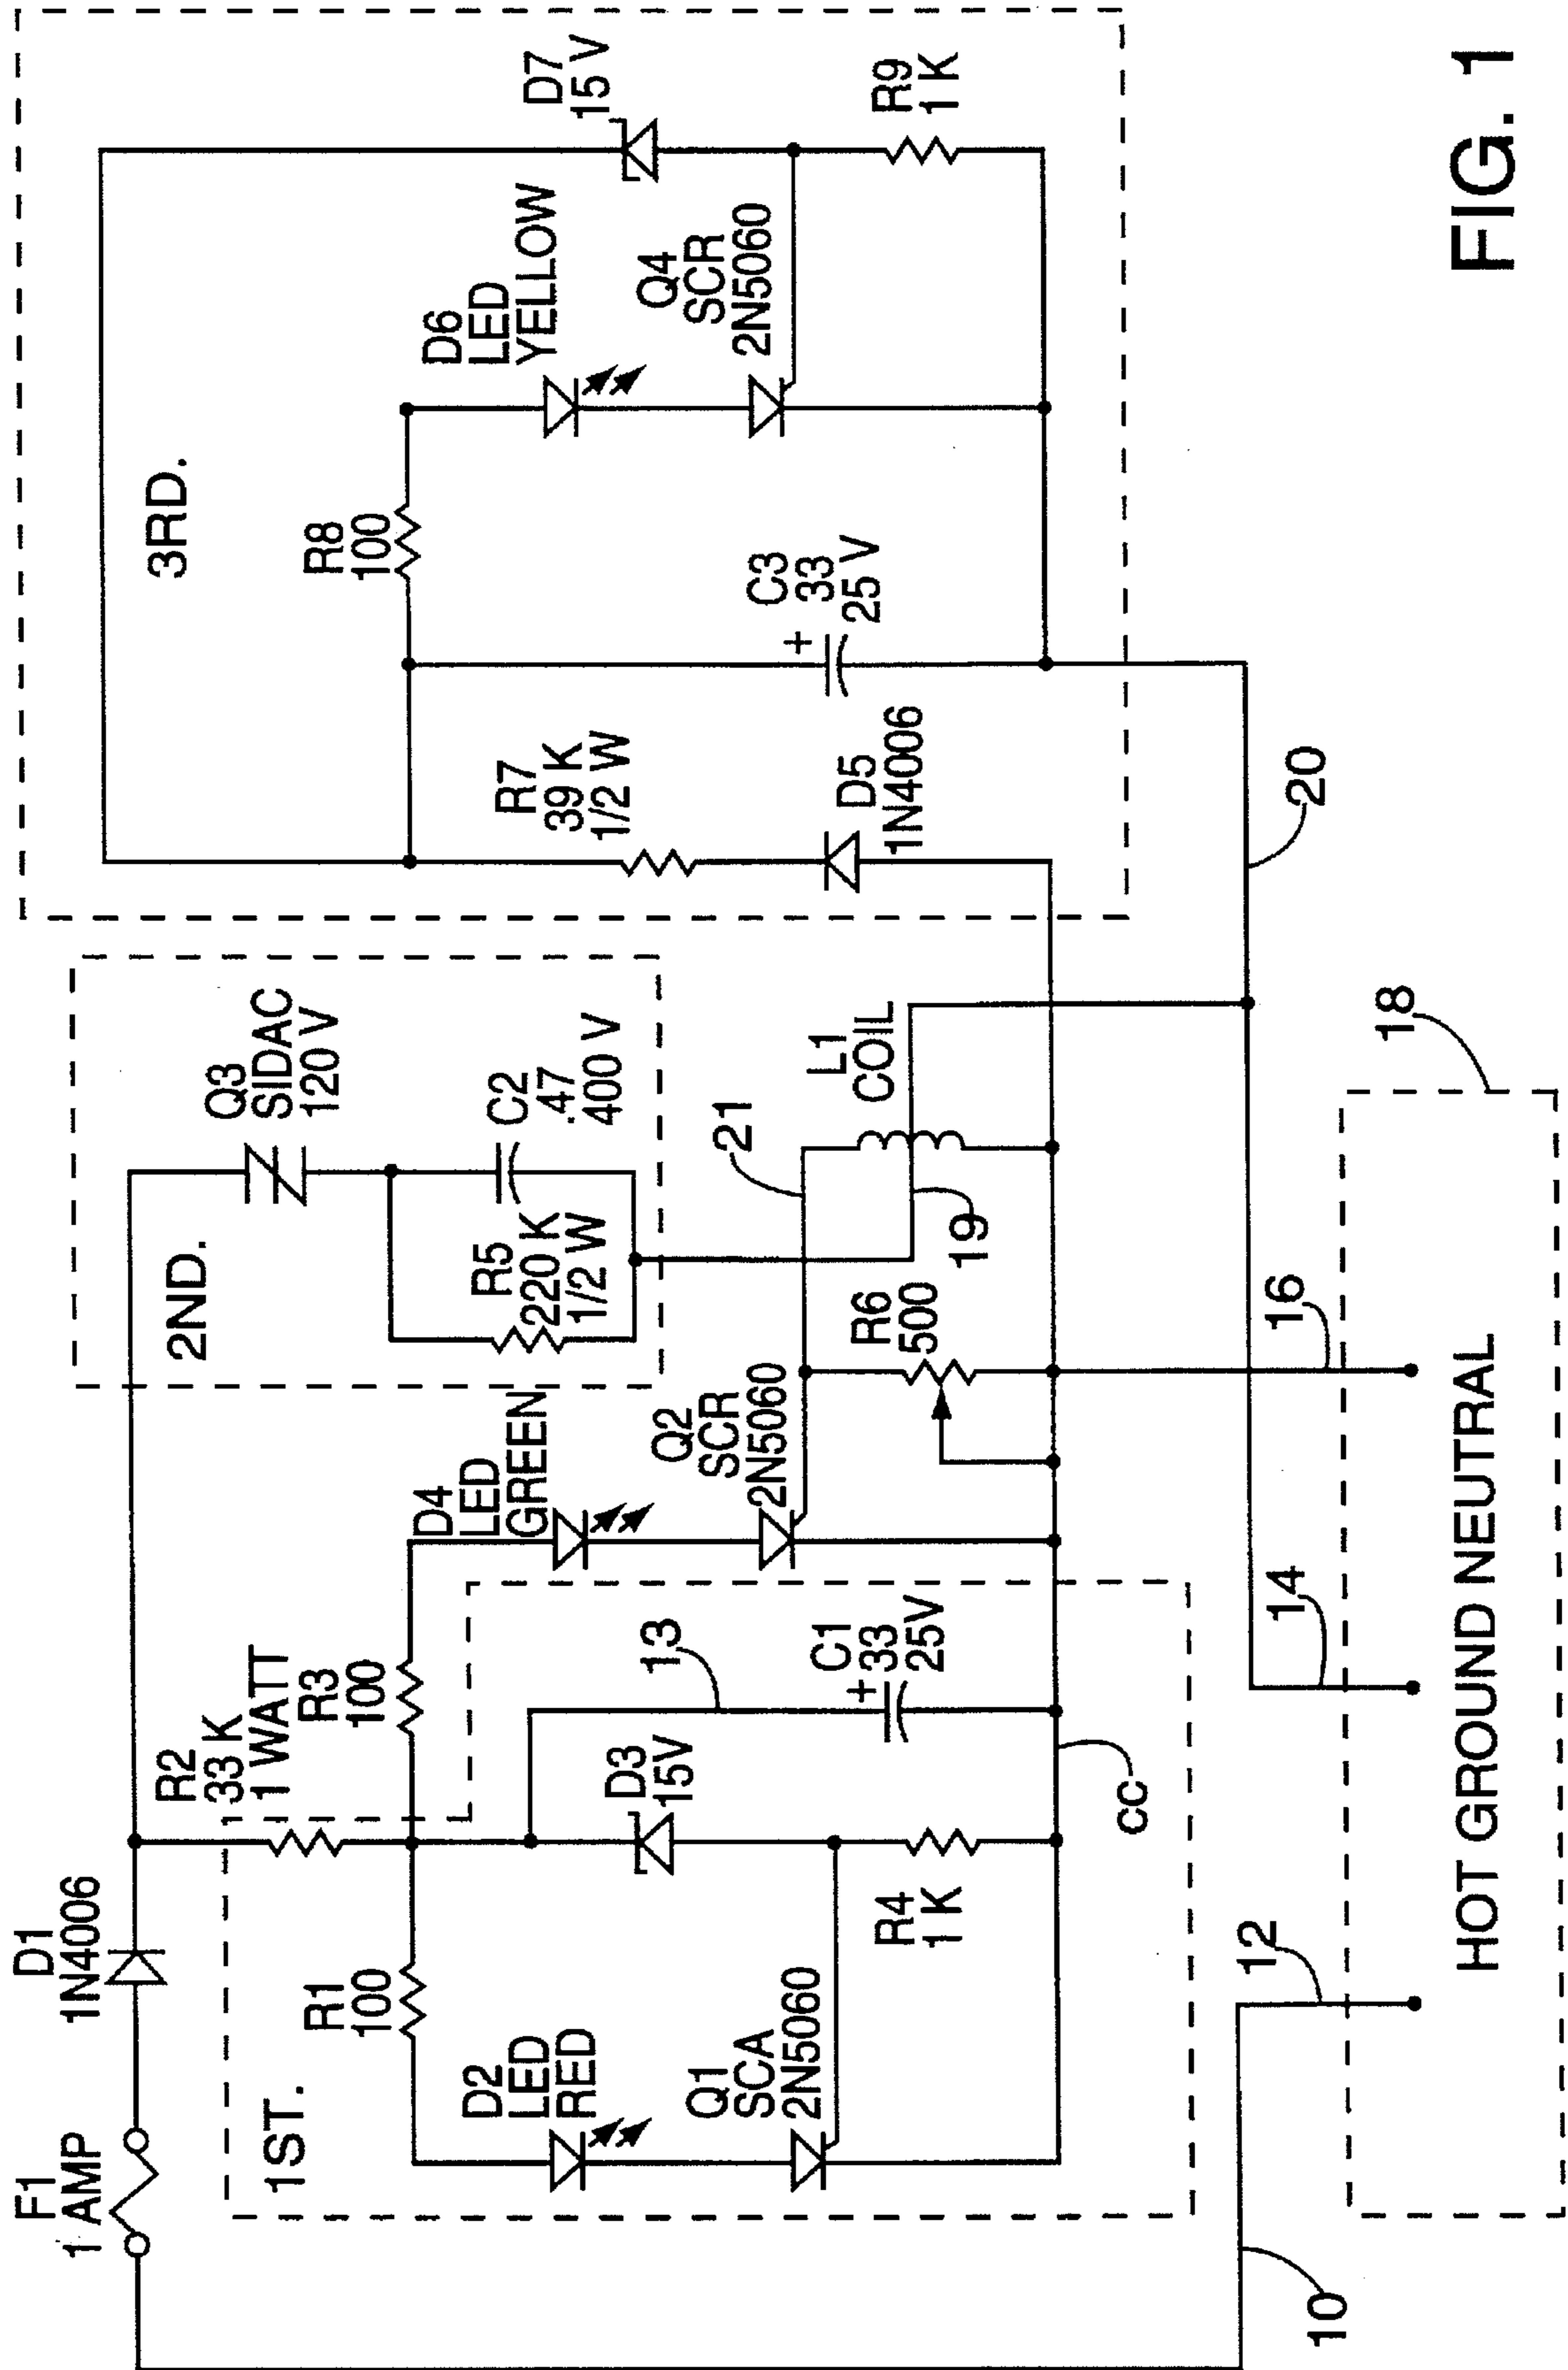 F1
1 AMP
D1
1N4006
1ST.
R1
100
D2
LED
RED
Q1
SCA
2N5060
R2
33 K
1 WATT
R3
100
D3
15V
R4
1 K
13
C1
+
33
25V
CC
D4
LED
GREEN
Q2
SCR
2N5060
R6
500
2ND.
Q3
SIDAC
120 V
R5
220 K
1/2 W
C2
.47
400 V
21
19
L1
COIL
3RD.
R7
39 K
1/2 W
D5
1N4006
R8
100
C3
+
33
25 V
D6
LED
YELLOW
Q4
SCR
2N5060
D7
15 V
R9
1 K
10
12
14
16
18
20
HOT GROUND NEUTRAL
FIG. 1